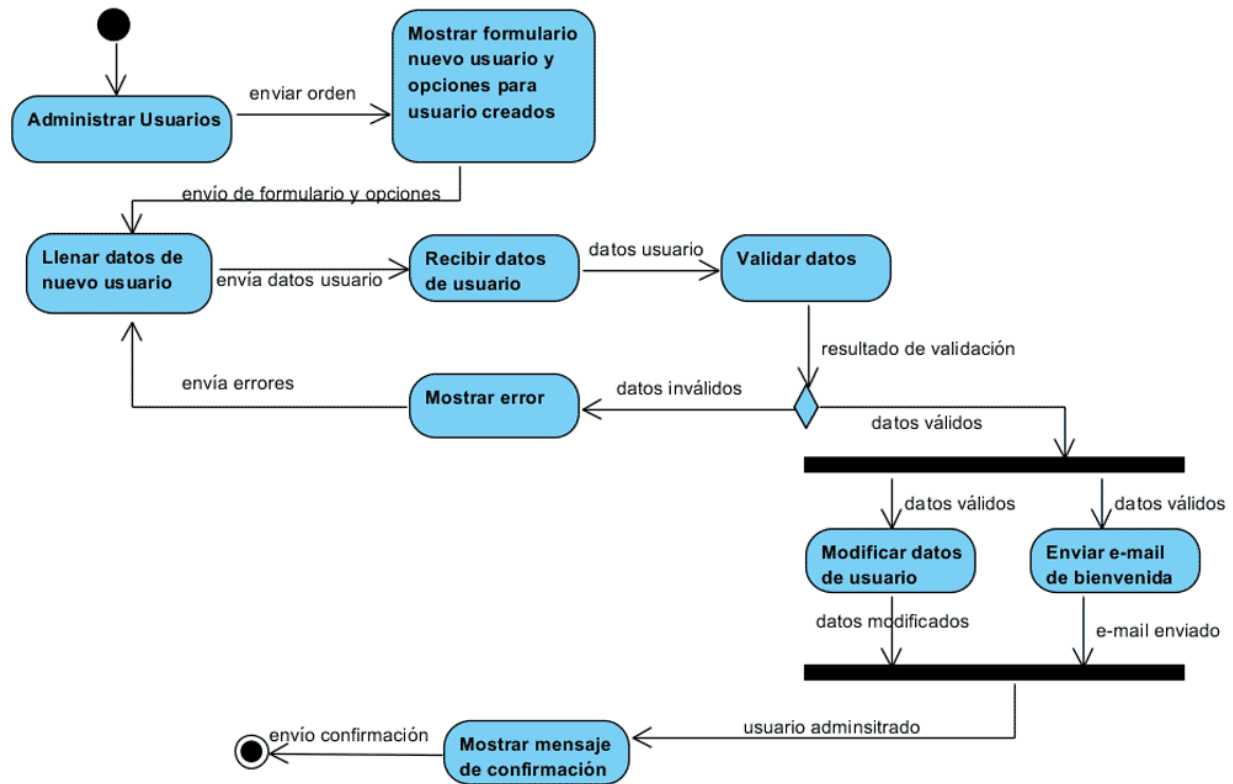 Mostrar formulario
nuevo usuario y
opciones para
usuario creados
enviar orden
Administrar Usuarios
envío de formulario y opciones
Llenar datos de
nuevo usuario
envía datos usuario
Recibir datos
de usuario
datos usuario
Validar datos
resultado de validación
datos inválidos
Mostrar error
envía errores
datos válidos
datos válidos
datos válidos
Modificar datos
de usuario
Enviar e-mail
de bienvenida
datos modificados
e-mail enviado
usuario adminsitrado
Mostrar mensaje
de confirmación
envío confirmación